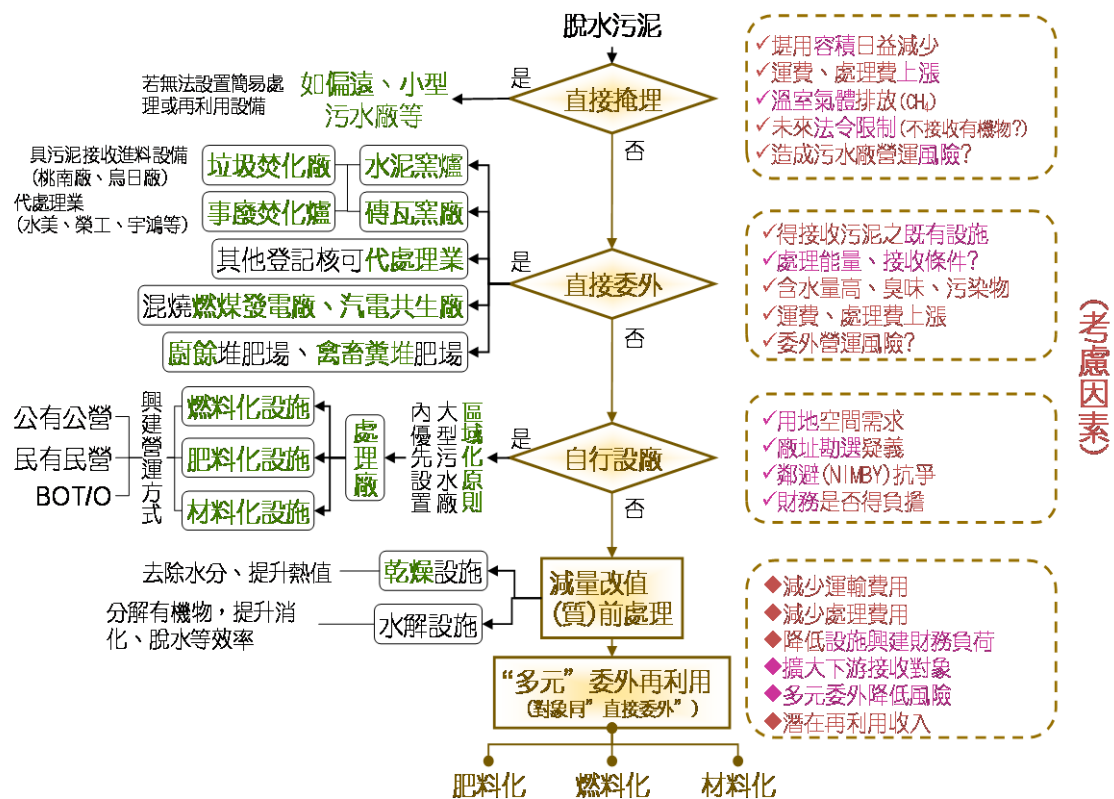 脫水污泥
直接掩埋
是
否
如偏遠、小型
污水廠等
若無法設置簡易處
理或再利用設備
✓堪用容積日益減少
✓運費、處理費上漲
✓溫室氣體排放(CH₄)
✓未來法令限制(不接收有機物?)
✓造成污水廠營運風險?
直接委外
是
否
水泥窯爐
垃圾焚化廠
磚瓦窯廠
事廢焚化爐
具污泥接收進料設備
(桃南廠、烏日廠)
代處理業
(水美、榮工、宇鴻等)
其他登記核可代處理業
混燒燃煤發電廠、汽電共生廠
廚餘堆肥場、禽畜糞堆肥場
✓得接收污泥之既有設施
✓處理能量、接收條件?
✓含水量高、臭味、污染物
✓運費、處理費上漲
✓委外營運風險?
(考慮因素)
自行設廠
是
否
區域化原則
大型污水廠
內優先設置
處理廠
燃料化設施
肥料化設施
材料化設施
興建營運方式
公有公營
民有民營
BOT/O
✓用地空間需求
✓廠址勘選疑義
✓鄰避(NIMBY)抗爭
✓財務是否得負擔
減量改值
(質)前處理
乾燥設施
去除水分、提升熱值
水解設施
分解有機物，提升消
化、脫水等效率
◆減少運輸費用
◆減少處理費用
◆降低設施興建財務負荷
◆擴大下游接收對象
◆多元委外降低風險
◆潛在再利用收入
“多元”委外再利用
(對象同”直接委外”)
肥料化
燃料化
材料化